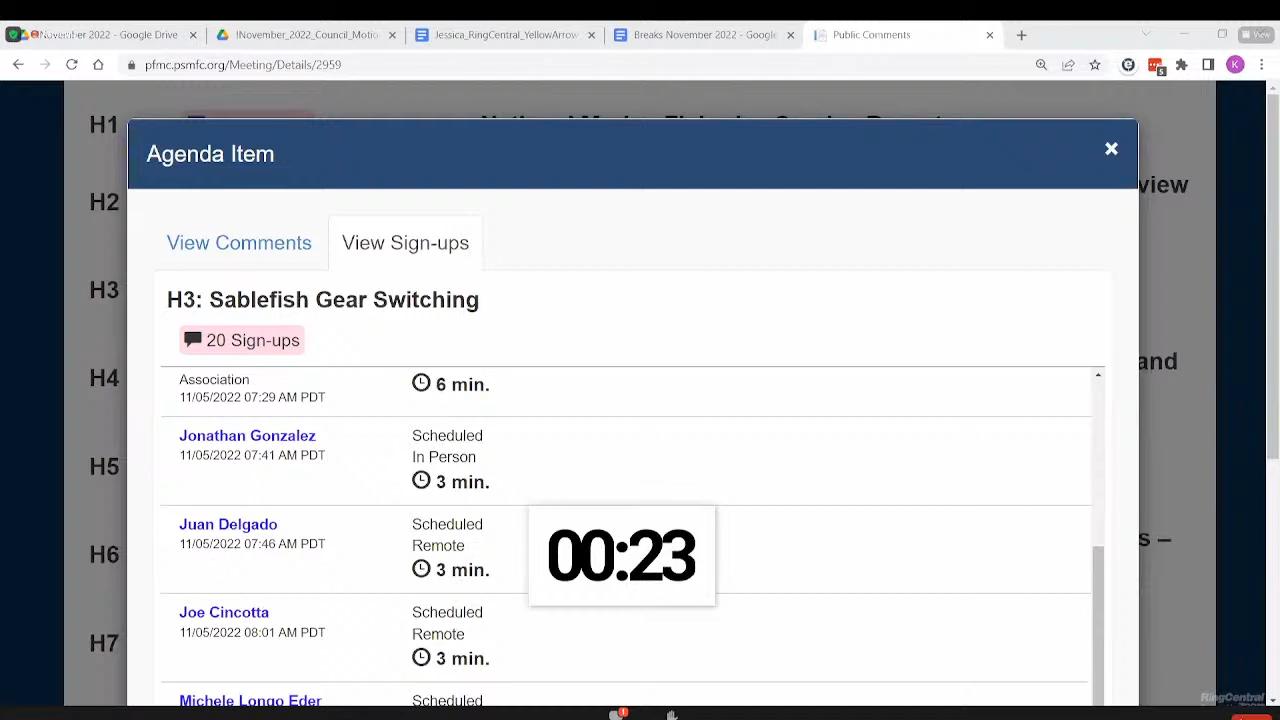 November 2022 - Google Drive
!November_2022_Council_Motio
Jessica_RingCentral_YellowArrow
Breaks November 2022 - Google
Public Comments
View
pfmc.psmfc.org/Meeting/Details/2959
5
K
H1
Agenda Item
×
H2
view
View Comments
View Sign-ups
H3
H3: Sablefish Gear Switching
20 Sign-ups
H4
and
Association
11/05/2022 07:29 AM PDT
6 min.
Jonathan Gonzalez
11/05/2022 07:41 AM PDT
Scheduled
In Person
3 min.
H5
Juan Delgado
11/05/2022 07:46 AM PDT
Scheduled
Remote
3 min.
00:23
H6
s –
Joe Cincotta
11/05/2022 08:01 AM PDT
Scheduled
Remote
3 min.
H7
Michele Longo Eder
Scheduled
RingCentral
1